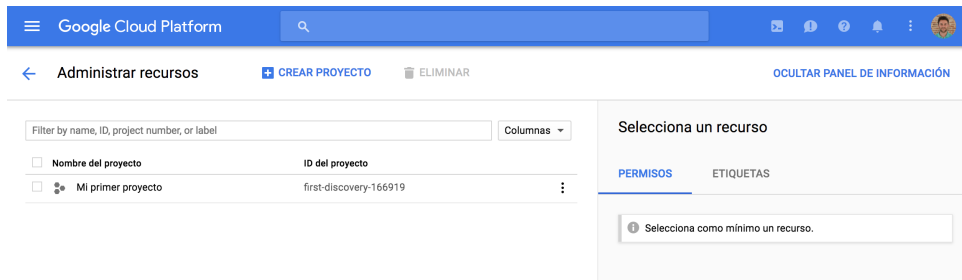 Google Cloud Platform
Administrar recursos
CREAR PROYECTO
ELIMINAR
OCULTAR PANEL DE INFORMACIÓN
Filter by name, ID, project number, or label
Columnas
Nombre del proyecto
ID del proyecto
Mi primer proyecto
first-discovery-166919
Selecciona un recurso
PERMISOS
ETIQUETAS
Selecciona como mínimo un recurso.